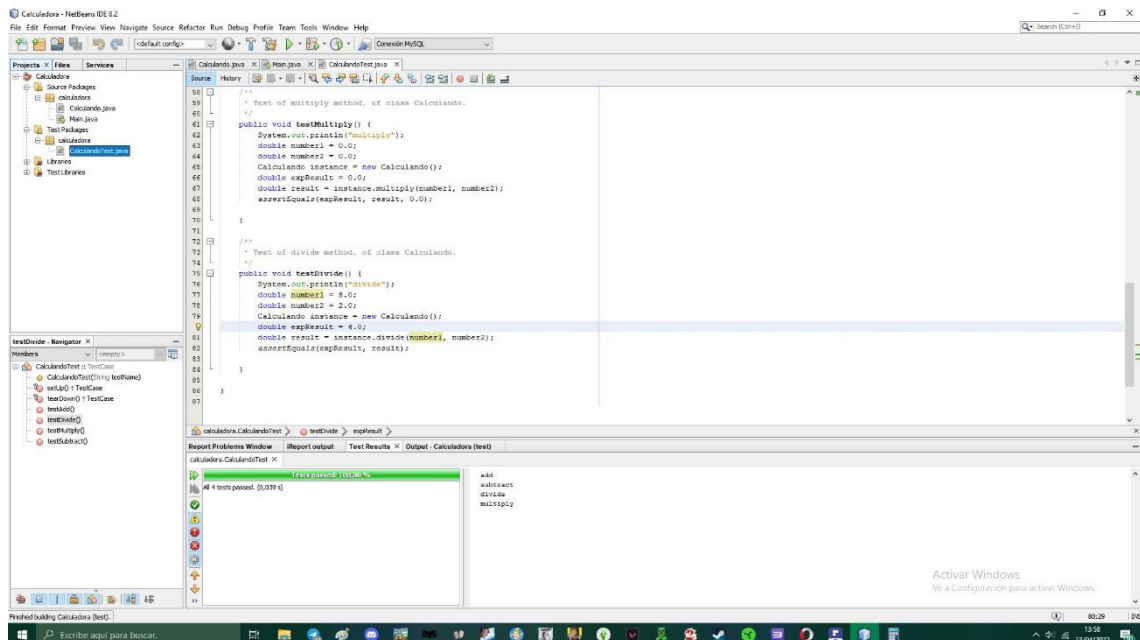 Calculadora - NetBeans IDE 8.2
File Edit Format Preview View Navigate Source Refactor Run Debug Profile Team Tools Window Help
Search (Ctrl+I)
<default config>
Conexión MySQL
Projects × Files Services
Calculadora
Source Packages
calculadora
Calculando.java
Main.java
Test Packages
calculadora
CalculandoTest.java
Libraries
Test Libraries
Calculando.java × Main.java × CalculandoTest.java ×
Source History
58 /**
59 * Test of multiply method, of class Calculando.
60 */
61 public void testMultiply() {
62 System.out.println("multiply");
63 double number1 = 0.0;
64 double number2 = 0.0;
65 Calculando instance = new Calculando();
66 double expResult = 0.0;
67 double result = instance.multiply(number1, number2);
68 assertEquals(expResult, result, 0.0);
69
70 }
71
72 /**
73 * Test of divide method, of class Calculando.
74 */
75 public void testDivide() {
76 System.out.println("divide");
77 double number1 = 8.0;
78 double number2 = 2.0;
79 Calculando instance = new Calculando();
double expResult = 4.0;
81 double result = instance.divide(number1, number2);
82 assertEquals(expResult, result);
83
84 }
85
86 }
87
testDivide - Navigator ×
Members <empty>
CalculandoTest :: TestCase
CalculandoTest(String testName)
setUp() ↑ TestCase
tearDown() ↑ TestCase
testAdd()
testDivide()
testMultiply()
testSubtract()
calculadora.CalculandoTest testDivide expResult
Report Problems Window iReport output Test Results × Output - Calculadora (test)
calculadora.CalculandoTest ×
Tests passed: 100,00 %
All 4 tests passed. (0,039 s)
add
subtract
divide
multiply
Activar Windows
Ve a Configuración para activar Windows.
Finished building Calculadora (test).
80:29
Escribe aquí para buscar.
13:58